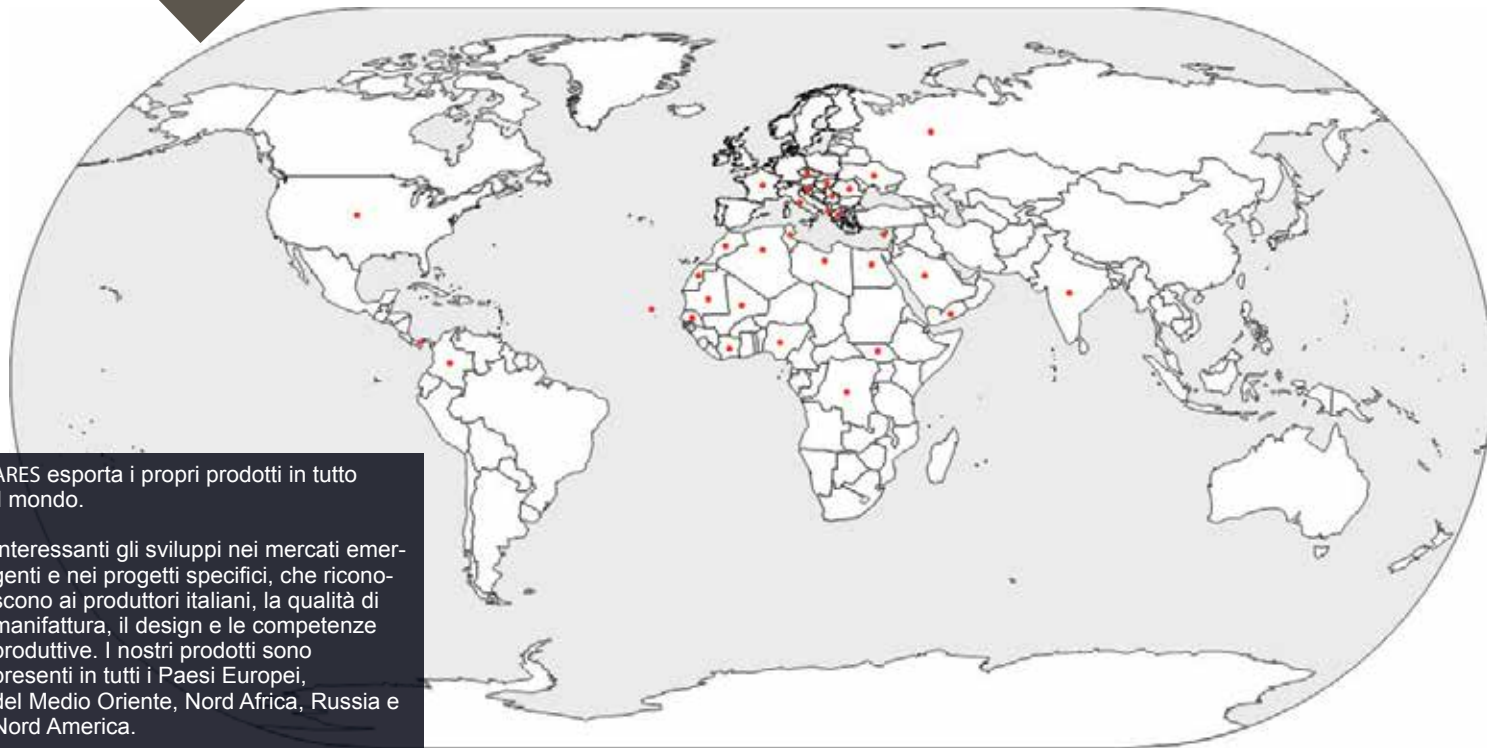 ARES esporta i propri prodotti in tutto
l mondo.
nteressanti gli sviluppi nei mercati emer-
genti e nei progetti specifici, che ricono-
scono ai produttori italiani, la qualità di
manifattura, il design e le competenze
produttive. I nostri prodotti sono
presenti in tutti i Paesi Europei,
del Medio Oriente, Nord Africa, Russia e
Nord America.